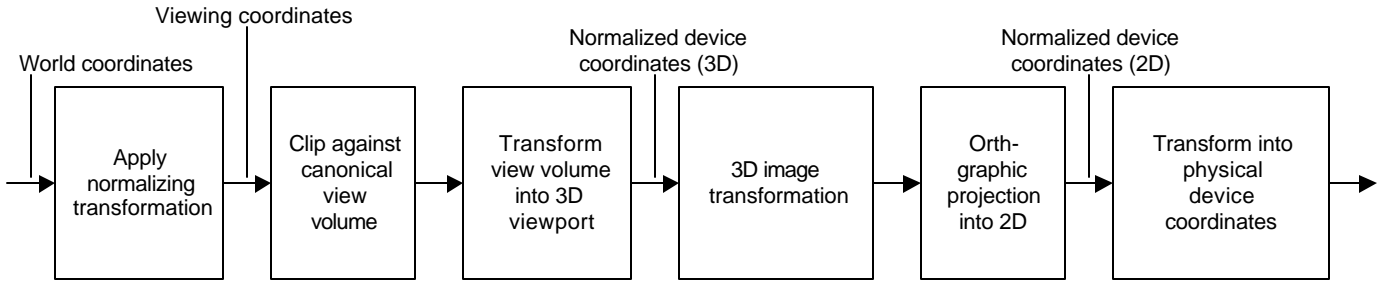 Viewing coordinates
World coordinates
Normalized device
coordinates (3D)
Normalized device
coordinates (2D)
Apply
normalizing
transformation
Clip against
canonical
view
volume
Transform
view volume
into 3D
viewport
3D image
transformation
Orth-
graphic
projection
into 2D
Transform into
physical
device
coordinates